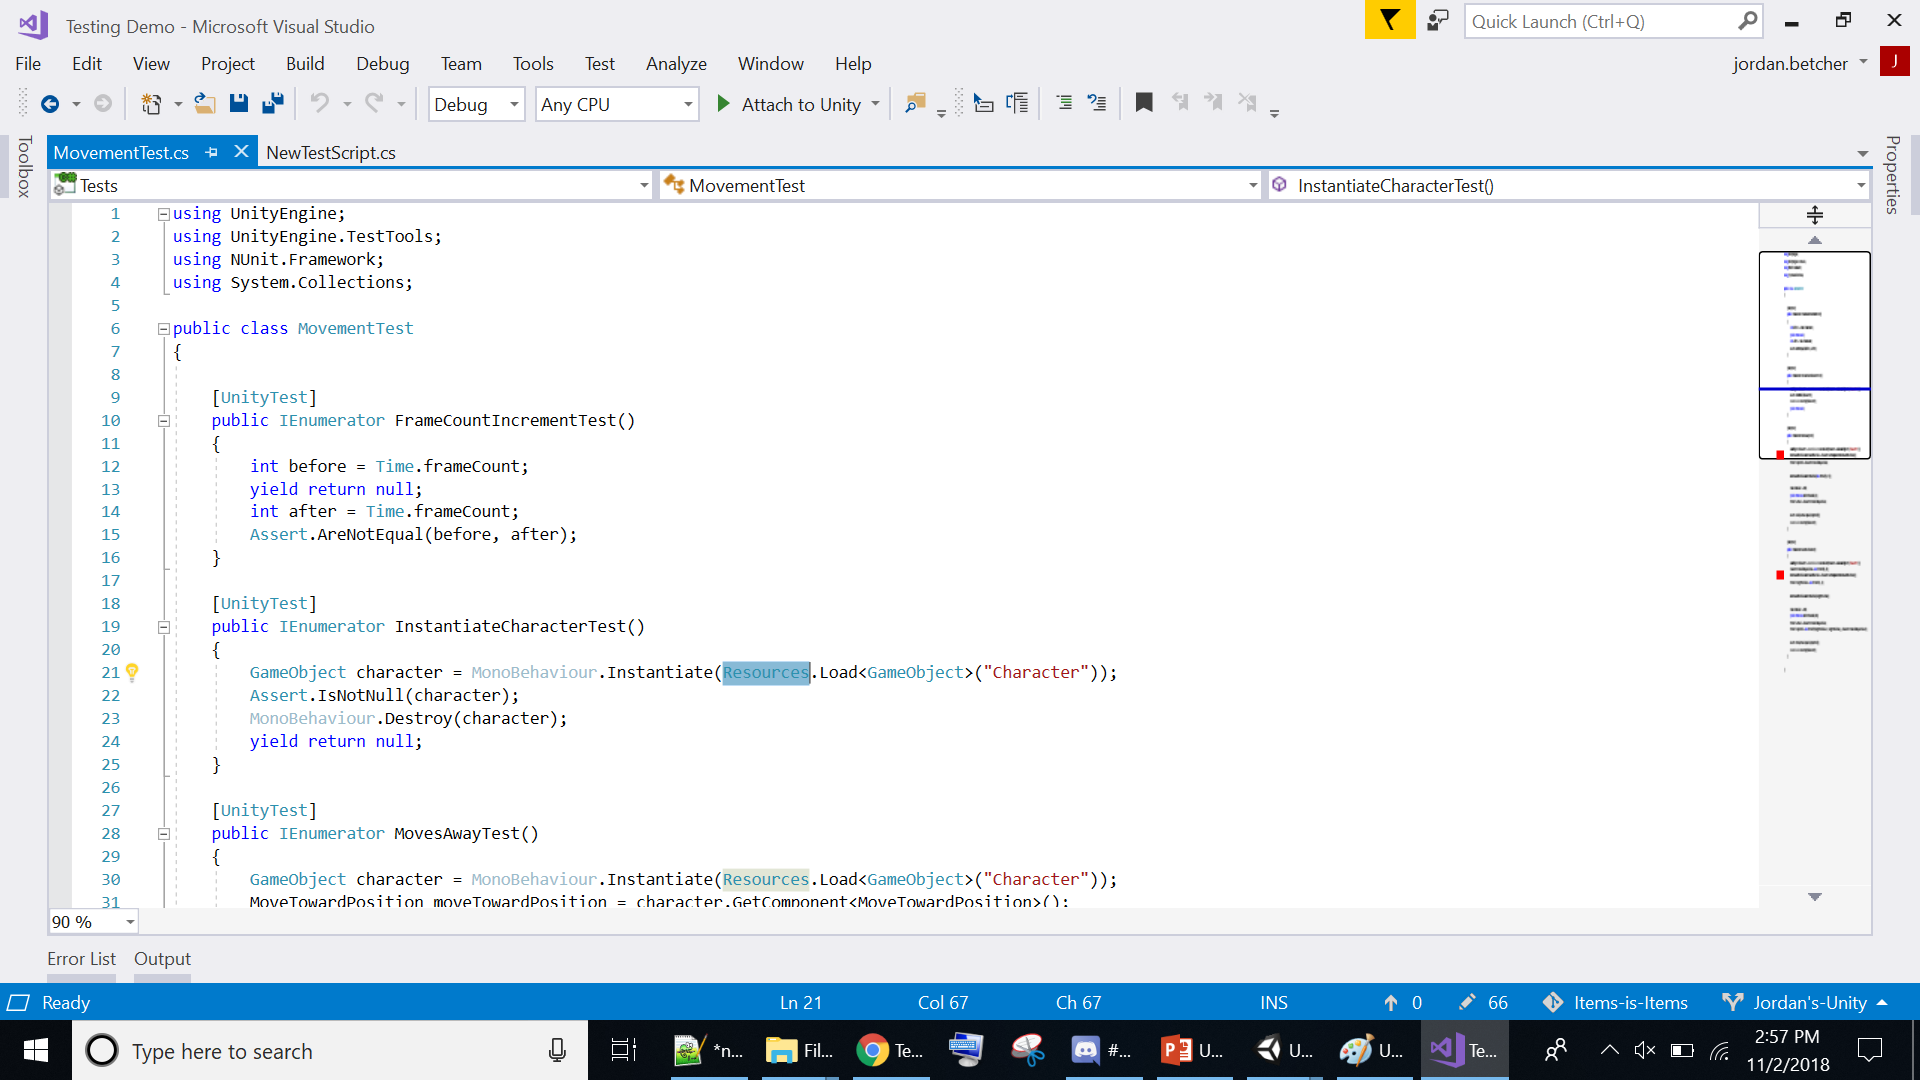 Testing Demo - Microsoft Visual Studio
Quick Launch (Ctrl+Q)
File Edit View Project Build Debug Team Tools Test Analyze Window Help
jordan.betcher J
Debug Any CPU Attach to Unity
Toolbox
Properties
MovementTest.cs NewTestScript.cs
Tests MovementTest InstantiateCharacterTest()
1 using UnityEngine;
2 using UnityEngine.TestTools;
3 using NUnit.Framework;
4 using System.Collections;
5
6 public class MovementTest
7 {
8
9 [UnityTest]
10 public IEnumerator FrameCountIncrementTest()
11 {
12 int before = Time.frameCount;
13 yield return null;
14 int after = Time.frameCount;
15 Assert.AreNotEqual(before, after);
16 }
17
18 [UnityTest]
19 public IEnumerator InstantiateCharacterTest()
20 {
21 GameObject character = MonoBehaviour.Instantiate(Resources.Load<GameObject>("Character"));
22 Assert.IsNotNull(character);
23 MonoBehaviour.Destroy(character);
24 yield return null;
25 }
26
27 [UnityTest]
28 public IEnumerator MovesAwayTest()
29 {
30 GameObject character = MonoBehaviour.Instantiate(Resources.Load<GameObject>("Character"));
31 MoveTowardPosition moveTowardPosition = character.GetComponent<MoveTowardPosition>();
90 %
Error List Output
Ready Ln 21 Col 67 Ch 67 INS 0 66 Items-is-Items Jordan's-Unity
Type here to search *n... Fil... Te... #... U... U... U... Te... 2:57 PM
11/2/2018